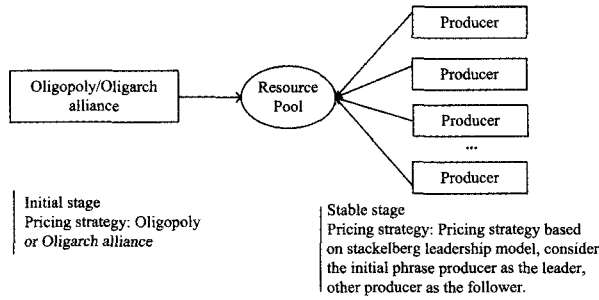 Oligopoly/Oligarch
alliance
Resource
Pool
Producer
Producer
Producer
...
Producer
Initial stage
Pricing strategy: Oligopoly
or Oligarch alliance
Stable stage
Pricing strategy: Pricing strategy based
on stackelberg leadership model, consider
the initial phrase producer as the leader,
other producer as the follower.